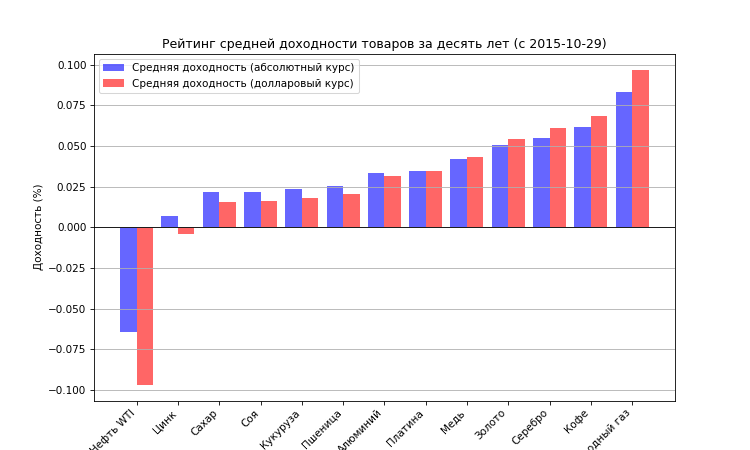 Рейтинг средней доходности товаров за десять лет (с 2015-10-29)
Средняя доходность (абсолютный курс)
Средняя доходность (долларовый курс)
Доходность (%)
0.100
0.075
0.050
0.025
0.000
−0.025
−0.050
−0.075
−0.100
Нефть WTI
Цинк
Сахар
Соя
Кукуруза
Пшеница
Алюминий
Платина
Медь
Золото
Серебро
Кофе
газ